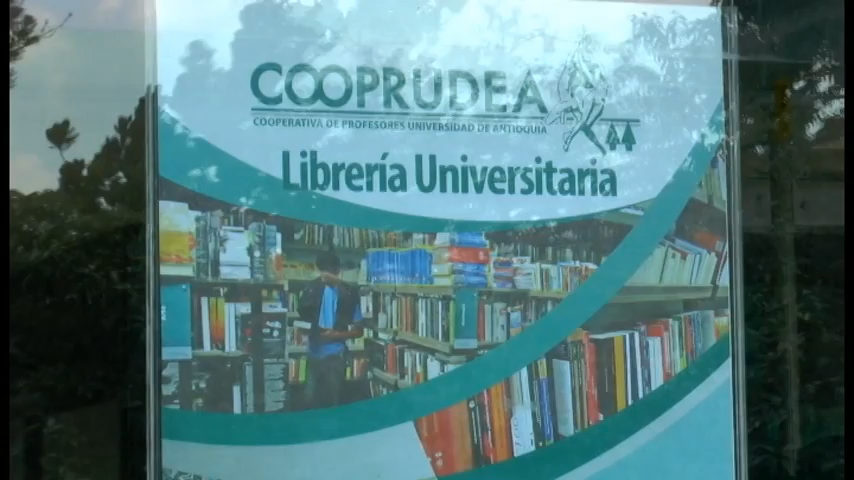 COOPRUDEA
COOPERATIVA DE PROFESORES UNIVERSIDAD DE ANTIOQUIA
Librería Universitaria